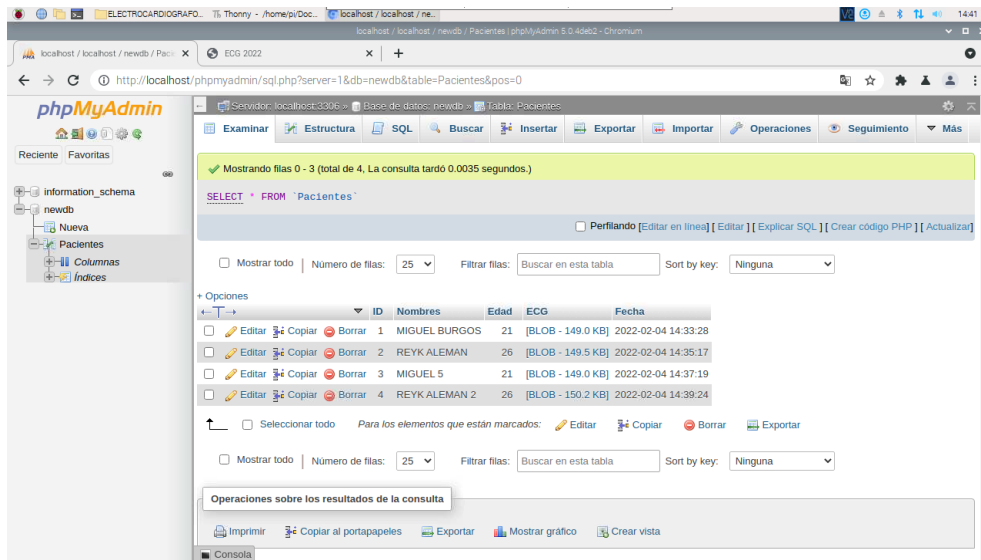 ELECTROCARDIOGRAFO... Thonny - /home/pi/Doc... localhost / localhost / ne... 14:41
localhost / localhost / newdb / Pacientes | phpMyAdmin 5.0.4deb2 - Chromium
localhost / localhost / newdb / Paci ECG 2022
http://localhost/phpmyadmin/sql.php?server=1&db=newdb&table=Pacientes&pos=0
phpMyAdmin
Reciente Favoritas
information_schema
newdb
Nueva
Pacientes
Columnas
Índices
Servidor: localhost:3306 » Base de datos: newdb » Tabla: Pacientes
Examinar Estructura SQL Buscar Insertar Exportar Importar Operaciones Seguimiento Más
Mostrando filas 0 - 3 (total de 4, La consulta tardó 0.0035 segundos.)
SELECT * FROM `Pacientes`
Perfilando [Editar en línea] [ Editar ] [ Explicar SQL ] [ Crear código PHP ] [ Actualizar]
Mostrar todo | Número de filas: 25 Filtrar filas: Buscar en esta tabla Sort by key: Ninguna
+ Opciones
←T→ ID Nombres Edad ECG Fecha
Editar Copiar Borrar 1 MIGUEL BURGOS 21 [BLOB - 149.0 KB] 2022-02-04 14:33:28
Editar Copiar Borrar 2 REYK ALEMAN 26 [BLOB - 149.5 KB] 2022-02-04 14:35:17
Editar Copiar Borrar 3 MIGUEL 5 21 [BLOB - 149.0 KB] 2022-02-04 14:37:19
Editar Copiar Borrar 4 REYK ALEMAN 2 26 [BLOB - 150.2 KB] 2022-02-04 14:39:24
Seleccionar todo Para los elementos que están marcados: Editar Copiar Borrar Exportar
Mostrar todo | Número de filas: 25 Filtrar filas: Buscar en esta tabla Sort by key: Ninguna
Operaciones sobre los resultados de la consulta
Imprimir Copiar al portapapeles Exportar Mostrar gráfico Crear vista
Consola